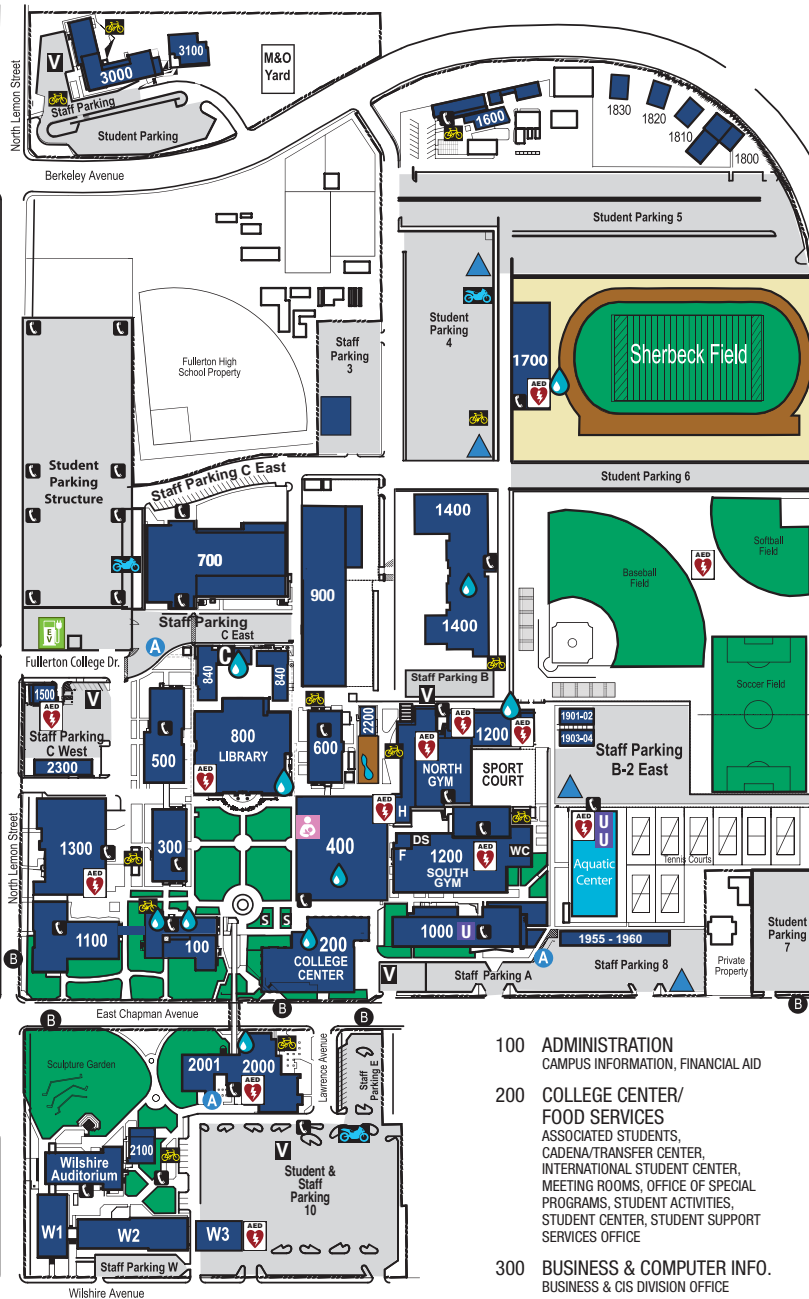 North Lemon Street
V
3000
3100
M&O
Yard
Staff Parking
Student Parking
Berkeley Avenue
1600
1830
1820
1810
1800
Student Parking 5
Student
Parking
4
Staff
Parking
3
Fullerton High
School Property
1700
AED
Sherbeck Field
Student Parking 6
Student
Parking
Structure
Staff Parking C East
700
900
1400
1400
AED
Softball
Field
Baseball
Field
Soccer Field
EV
Staff Parking
C East
A
Fullerton College Dr.
C
840
840
Staff Parking B
V
1500
AED
V
Staff Parking
C West
2300
500
800
LIBRARY
AED
600
2200
AED
AED
NORTH
GYM
1200
AED
SPORT
COURT
1901-02
1903-04
Staff Parking
B-2 East
North Lemon Street
1300
AED
300
400
AED
H
DS
F
1200
SOUTH
GYM
AED
WC
AED
U
U
Aquatic
Center
Tennis Courts
1100
100
S
S
200
COLLEGE
CENTER
1000
U
1955 - 1960
A
Staff Parking 8
Private
Property
Student
Parking
7
B
V
Staff Parking A
B
East Chapman Avenue
B
B
B
Sculpture Garden
2001
2000
A
AED
Lawrence Avenue
Staff
Parking E
2100
Wilshire
Auditorium
V
Student &
Staff
Parking
10
W1
W2
W3
AED
Staff Parking W
Wilshire Avenue
100 ADMINISTRATION
CAMPUS INFORMATION, FINANCIAL AID
200 COLLEGE CENTER/
FOOD SERVICES
ASSOCIATED STUDENTS,
CADENA/TRANSFER CENTER,
INTERNATIONAL STUDENT CENTER,
MEETING ROOMS, OFFICE OF SPECIAL
PROGRAMS, STUDENT ACTIVITIES,
STUDENT CENTER, STUDENT SUPPORT
SERVICES OFFICE
300 BUSINESS & COMPUTER INFO.
BUSINESS & CIS DIVISION OFFICE